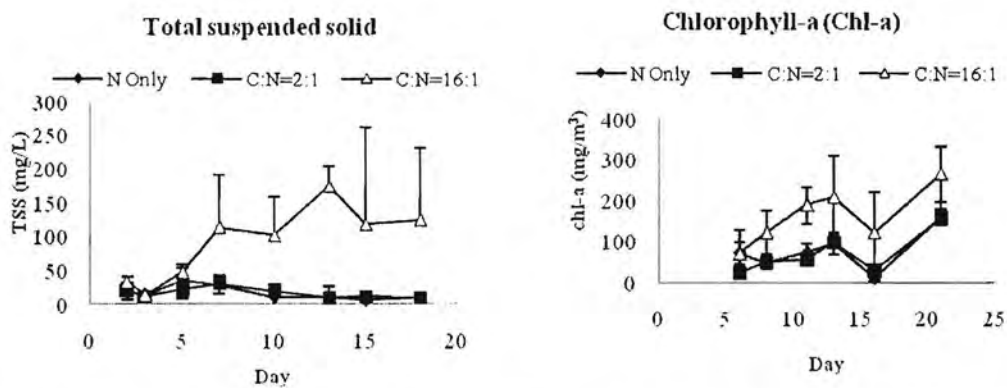 Total suspended solid
N Only C:N=2:1 C:N=16:1
TSS (mg/L)
300
250
200
150
100
50
0
0 5 10 15 20
Day
Chlorophyll-a (Chl-a)
N Only C:N=2:1 C:N=16:1
chl-a (mg/m³)
400
300
200
100
0
0 5 10 15 20 25
Day